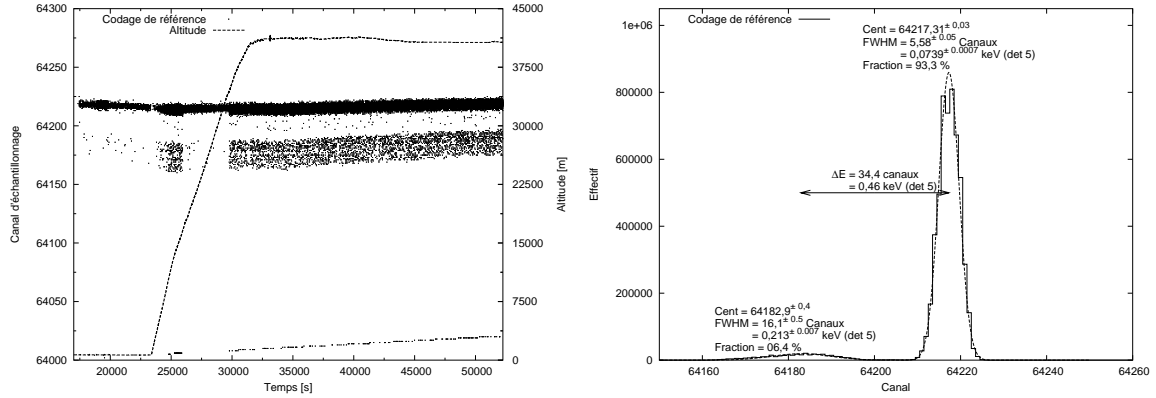 64300
64250
64200
64150
64100
64050
64000
20000 25000 30000 35000 40000 45000 50000
45000
37500
30000
22500
15000
7500
0
Canal d'échantillonnage
Altitude [m]
Temps [s]
Codage de référence
Altitude
1e+06
800000
600000
400000
200000
0
64160 64180 64200 64220 64240 64260
Effectif
Canal
Codage de référence
Cent = 64217,31± 0,03
FWHM = 5,58± 0.05 Canaux
= 0,0739± 0.0007 keV (det 5)
Fraction = 93,3 %
ΔE = 34,4 canaux
= 0,46 keV (det 5)
Cent = 64182,9± 0,4
FWHM = 16,1± 0.5 Canaux
= 0,213± 0.007 keV (det 5)
Fraction = 06,4 %